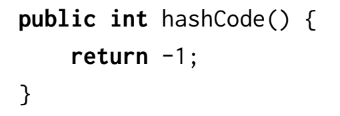 public int hashCode() {
    return -1;
}